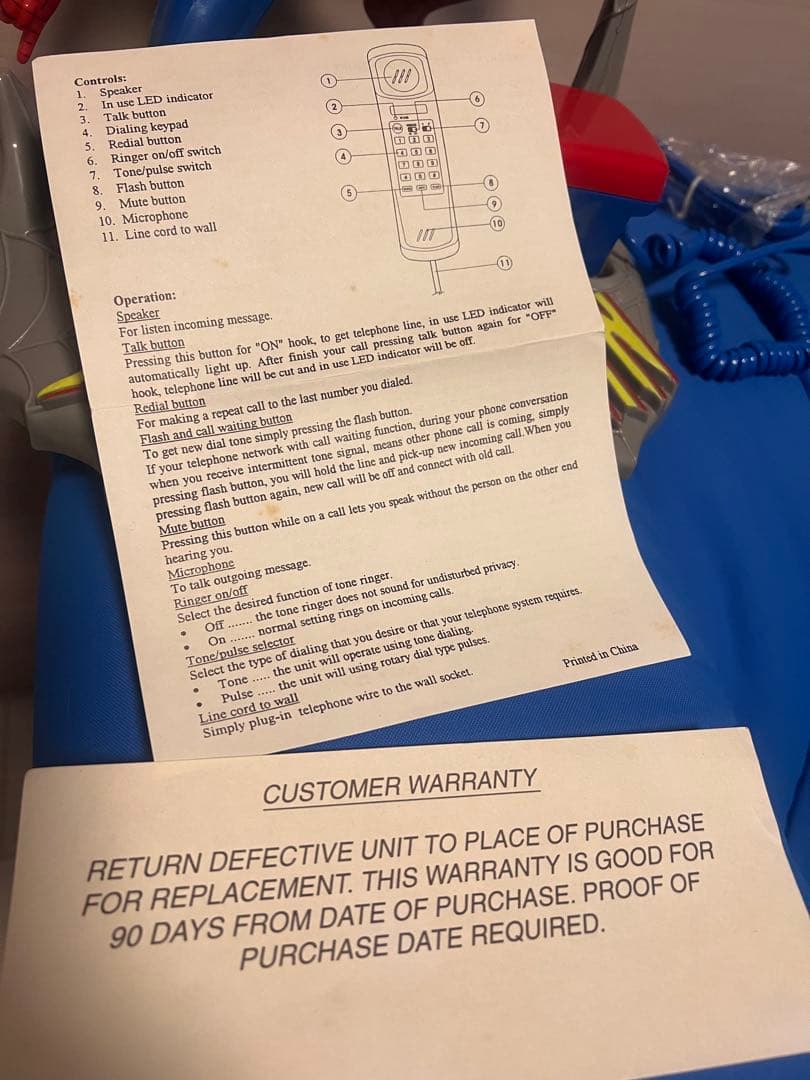 Controls:
1. Speaker
2. In use LED indicator
3. Talk button
4. Dialing keypad
5. Redial button
6. Ringer on/off switch
7. Tone/pulse switch
8. Flash button
9. Mute button
10. Microphone
11. Line cord to wall
1
2
3
4
5
6
7
8
9
10
11
Operation:
Speaker
For listen incoming message.
Talk button
Pressing this button for "ON" hook, to get telephone line, in use LED indicator will
automatically light up. After finish your call pressing talk button again for "OFF"
hook, telephone line will be cut and in use LED indicator will be off.
Redial button
For making a repeat call to the last number you dialed.
Flash and call waiting button
To get new dial tone simply pressing the flash button.
If your telephone network with call waiting function, during your phone conversation
when you receive intermittent tone signal, means other phone call is coming, simply
pressing flash button, you will hold the line and pick-up new incoming call.When you
pressing flash button again, new call will be off and connect with old call.
Mute button
Pressing this button while on a call lets you speak without the person on the other end
hearing you.
Microphone
To talk outgoing message.
Ringer on/off
Select the desired function of tone ringer.
• Off ....... the tone ringer does not sound for undisturbed privacy.
• On ....... normal setting rings on incoming calls.
Tone/pulse selector
Select the type of dialing that you desire or that your telephone system requires.
• Tone ..... the unit will operate using tone dialing.
• Pulse ..... the unit will using rotary dial type pulses.
Line cord to wall
Simply plug-in telephone wire to the wall socket.
Printed in China
CUSTOMER WARRANTY
RETURN DEFECTIVE UNIT TO PLACE OF PURCHASE
FOR REPLACEMENT. THIS WARRANTY IS GOOD FOR
90 DAYS FROM DATE OF PURCHASE. PROOF OF
PURCHASE DATE REQUIRED.